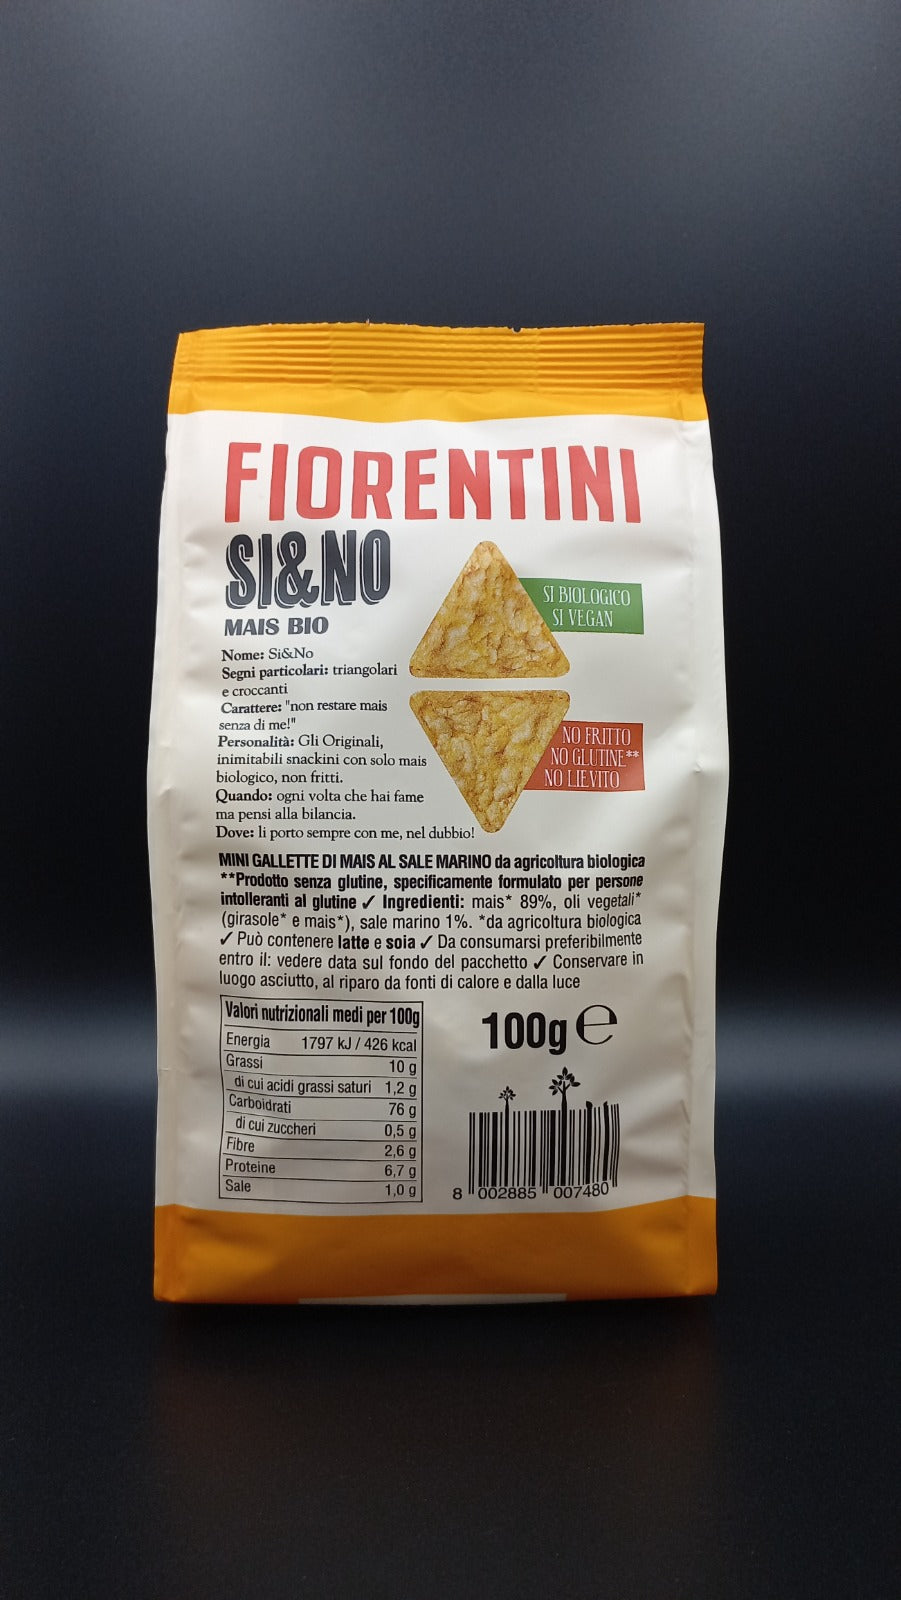 FIORENTINI
SI&NO
MAIS BIO
SI BIOLOGICO
SI VEGAN
NO FRITTO
NO GLUTINE**
NO LIEVITO
Nome: Si&No
Segni particolari: triangolari
e croccanti
Carattere: "non restare mais
senza di me!"
Personalità: Gli Originali,
inimitabili snackini con solo mais
biologico, non fritti.
Quando: ogni volta che hai fame
ma pensi alla bilancia.
Dove: li porto sempre con me, nel dubbio!
MINI GALLETTE DI MAIS AL SALE MARINO da agricoltura biologica
**Prodotto senza glutine, specificamente formulato per persone
intolleranti al glutine ✓ Ingredienti: mais* 89%, oli vegetali*
(girasole* e mais*), sale marino 1%. *da agricoltura biologica
✓ Può contenere latte e soia ✓ Da consumarsi preferibilmente
entro il: vedere data sul fondo del pacchetto ✓ Conservare in
luogo asciutto, al riparo da fonti di calore e dalla luce
Valori nutrizionali medi per 100g
Energia 1797 kJ / 426 kcal
Grassi 10 g
di cui acidi grassi saturi 1,2 g
Carboidrati 76 g
di cui zuccheri 0,5 g
Fibre 2,6 g
Proteine 6,7 g
Sale 1,0 g
100g ℮
8 002885 007480